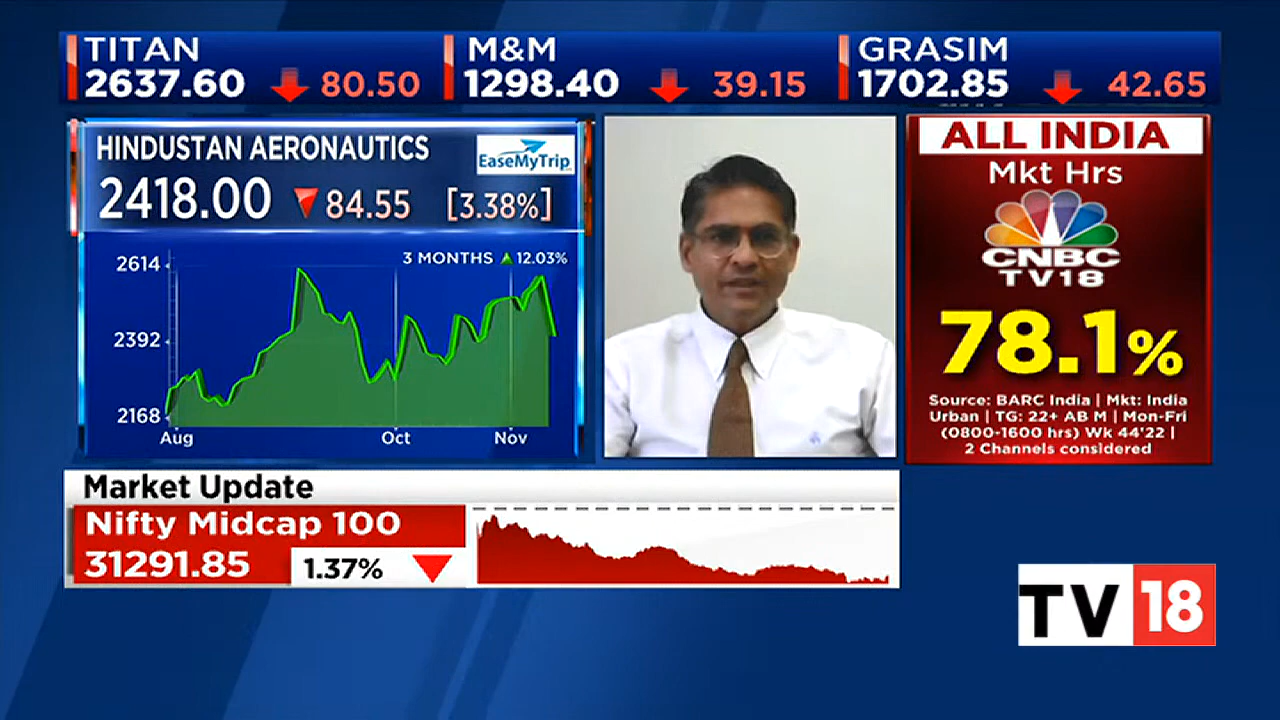 TITAN
2637.60 80.50
M&M
1298.40 39.15
GRASIM
1702.85 42.65
HINDUSTAN AERONAUTICS
2418.00 84.55 [3.38%]
EaseMyTrip
3 MONTHS 12.03%
2614
2392
2168
Aug Oct Nov
ALL INDIA
Mkt Hrs
CNBC
TV18
78.1%
Source: BARC India | Mkt: India
Urban | TG: 22+ AB M | Mon-Fri
(0800-1600 hrs) Wk 44'22 |
2 Channels considered
Market Update
Nifty Midcap 100
31291.85 1.37%
TV18